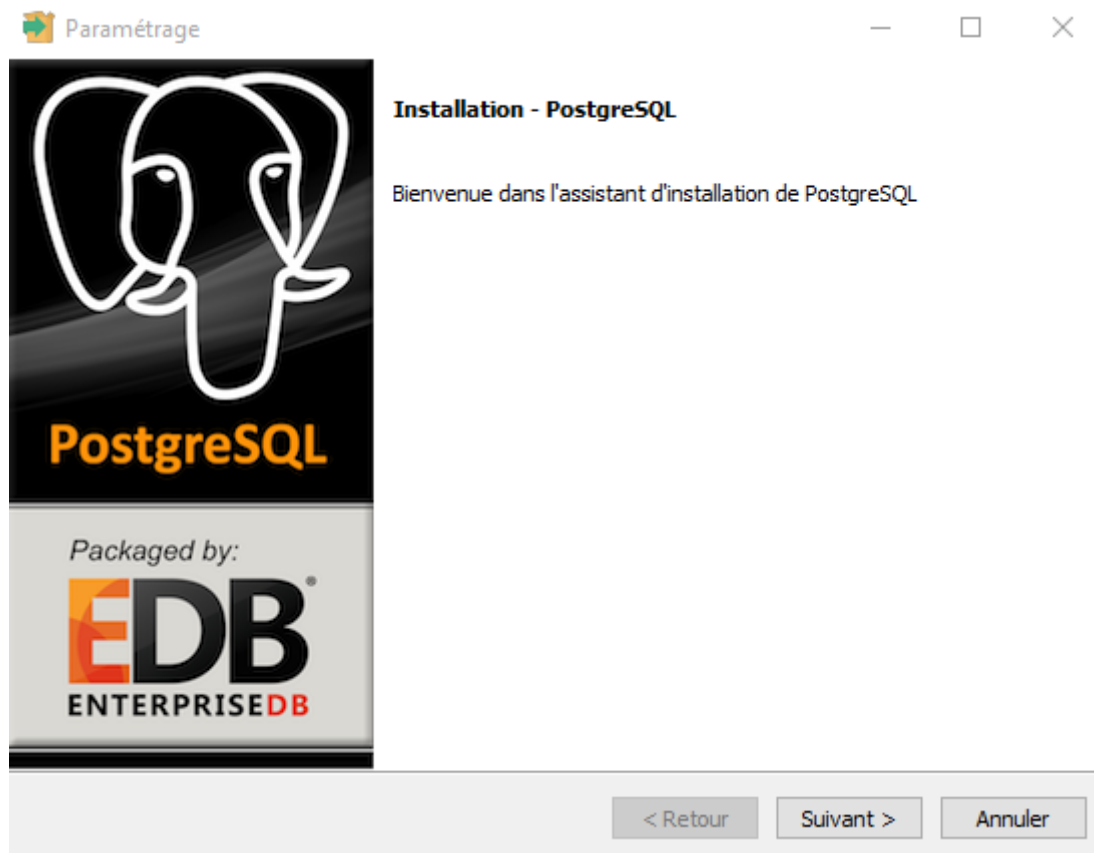 Paramétrage
Installation - PostgreSQL
Bienvenue dans l'assistant d'installation de PostgreSQL
PostgreSQL
Packaged by:
EDB®
ENTERPRISEDB
< Retour
Suivant >
Annuler